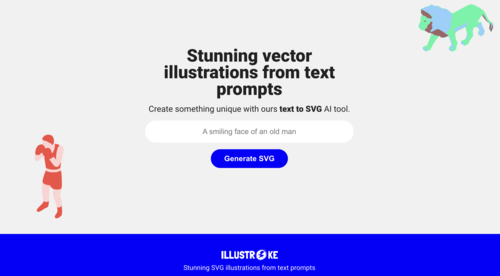 Stunning vector
illustrations from text
prompts
Create something unique with ours text to SVG AI tool.
A smiling face of an old man
Generate SVG
ILLUSTROKE
Stunning SVG illustrations from text prompts